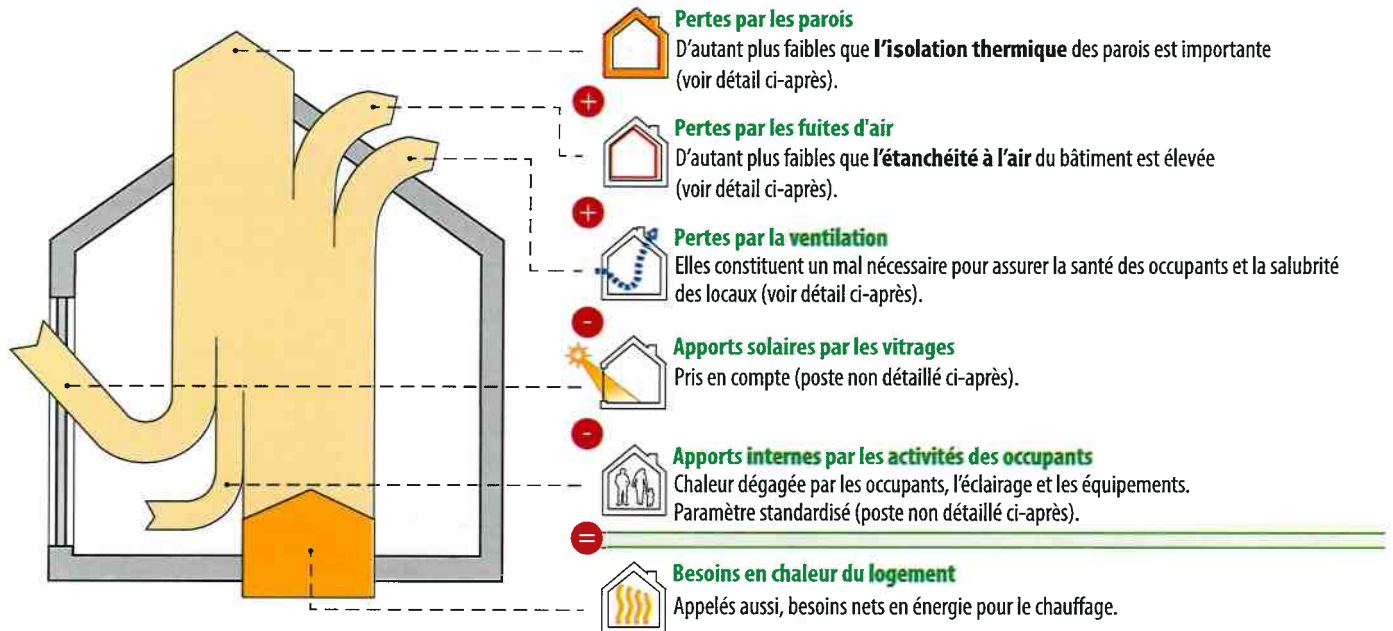 Pertes par les parois
D'autant plus faibles que l'isolation thermique des parois est importante
(voir détail ci-après).
+
Pertes par les fuites d'air
D'autant plus faibles que l'étanchéité à l'air du bâtiment est élevée
(voir détail ci-après).
+
Pertes par la ventilation
Elles constituent un mal nécessaire pour assurer la santé des occupants et la salubrité
des locaux (voir détail ci-après).
-
Apports solaires par les vitrages
Pris en compte (poste non détaillé ci-après).
-
Apports internes par les activités des occupants
Chaleur dégagée par les occupants, l'éclairage et les équipements.
Paramètre standardisé (poste non détaillé ci-après).
=
Besoins en chaleur du logement
Appelés aussi, besoins nets en énergie pour le chauffage.